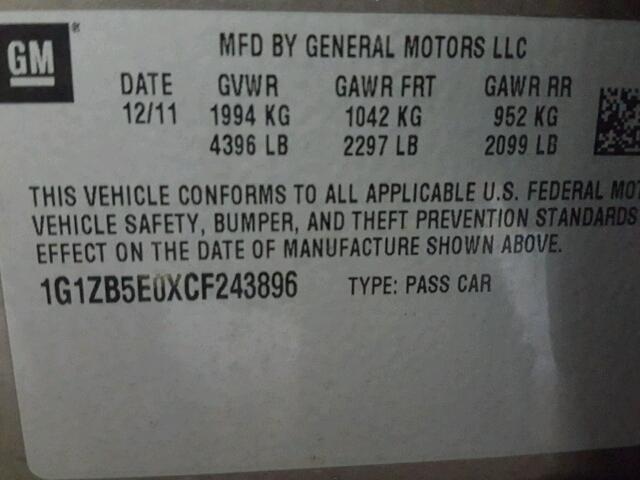 GM®
MFD BY GENERAL MOTORS LLC
DATE GVWR GAWR FRT GAWR RR
12/11 1994 KG 1042 KG 952 KG
4396 LB 2297 LB 2099 LB
THIS VEHICLE CONFORMS TO ALL APPLICABLE U.S. FEDERAL MOT
VEHICLE SAFETY, BUMPER, AND THEFT PREVENTION STANDARDS
EFFECT ON THE DATE OF MANUFACTURE SHOWN ABOVE.
1G1ZB5E0XCF243896 TYPE: PASS CAR